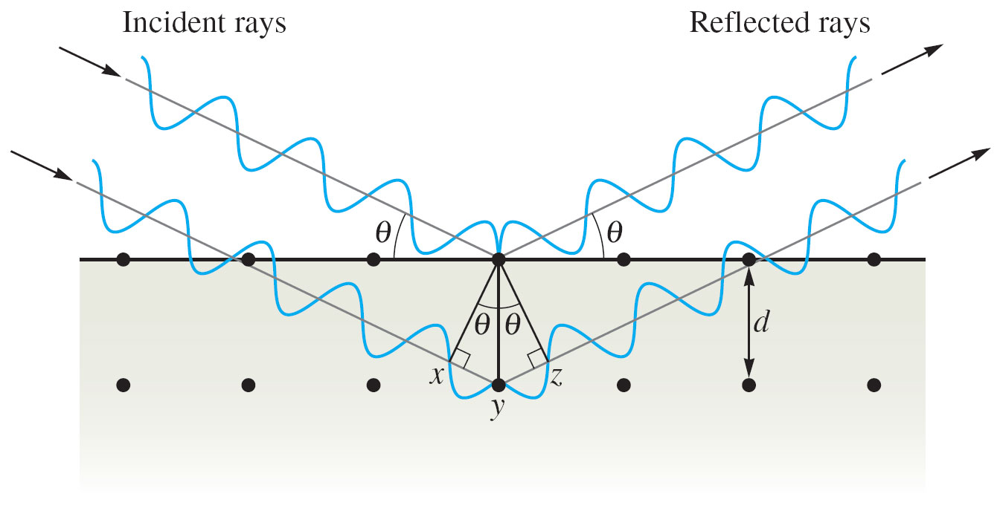 Incident rays
Reflected rays
θ
θ
θ
θ
d
x
z
y